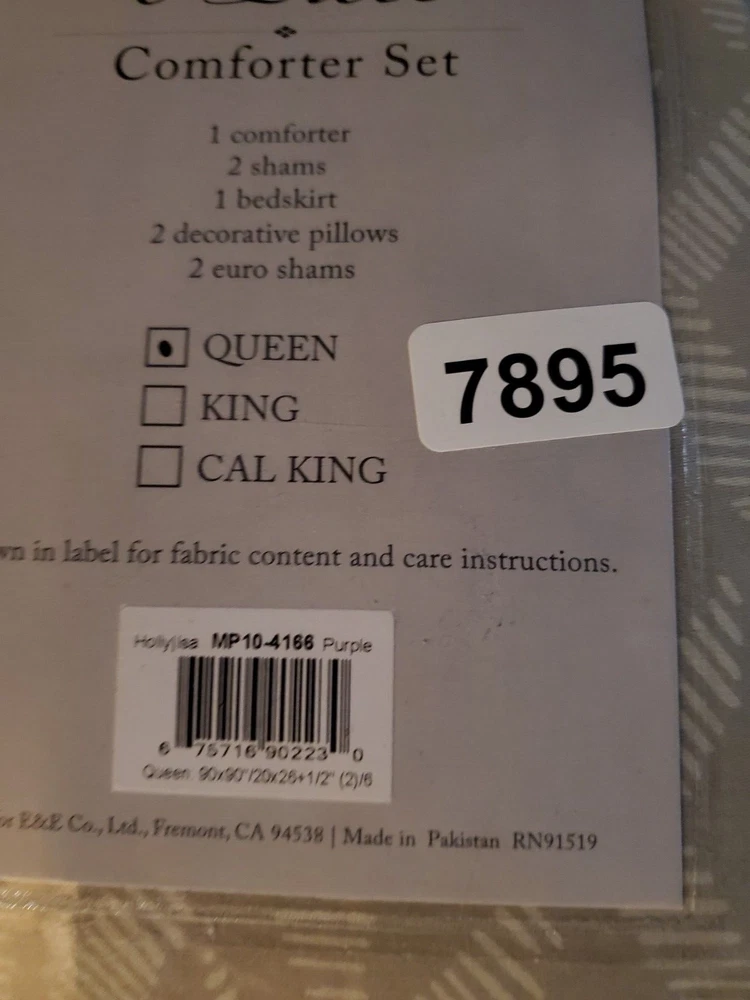 Comforter Set
1 comforter
2 shams
1 bedskirt
2 decorative pillows
2 euro shams
QUEEN
7895
KING
CAL KING
in label for fabric content and care instructions.
MP10-4166 Purple
6 75716 90223 0
Queen: 90x90"/20x26+1/2" (2)/6
E&E Co., Ltd., Fremont, CA 94538 | Made in Pakistan RN91519